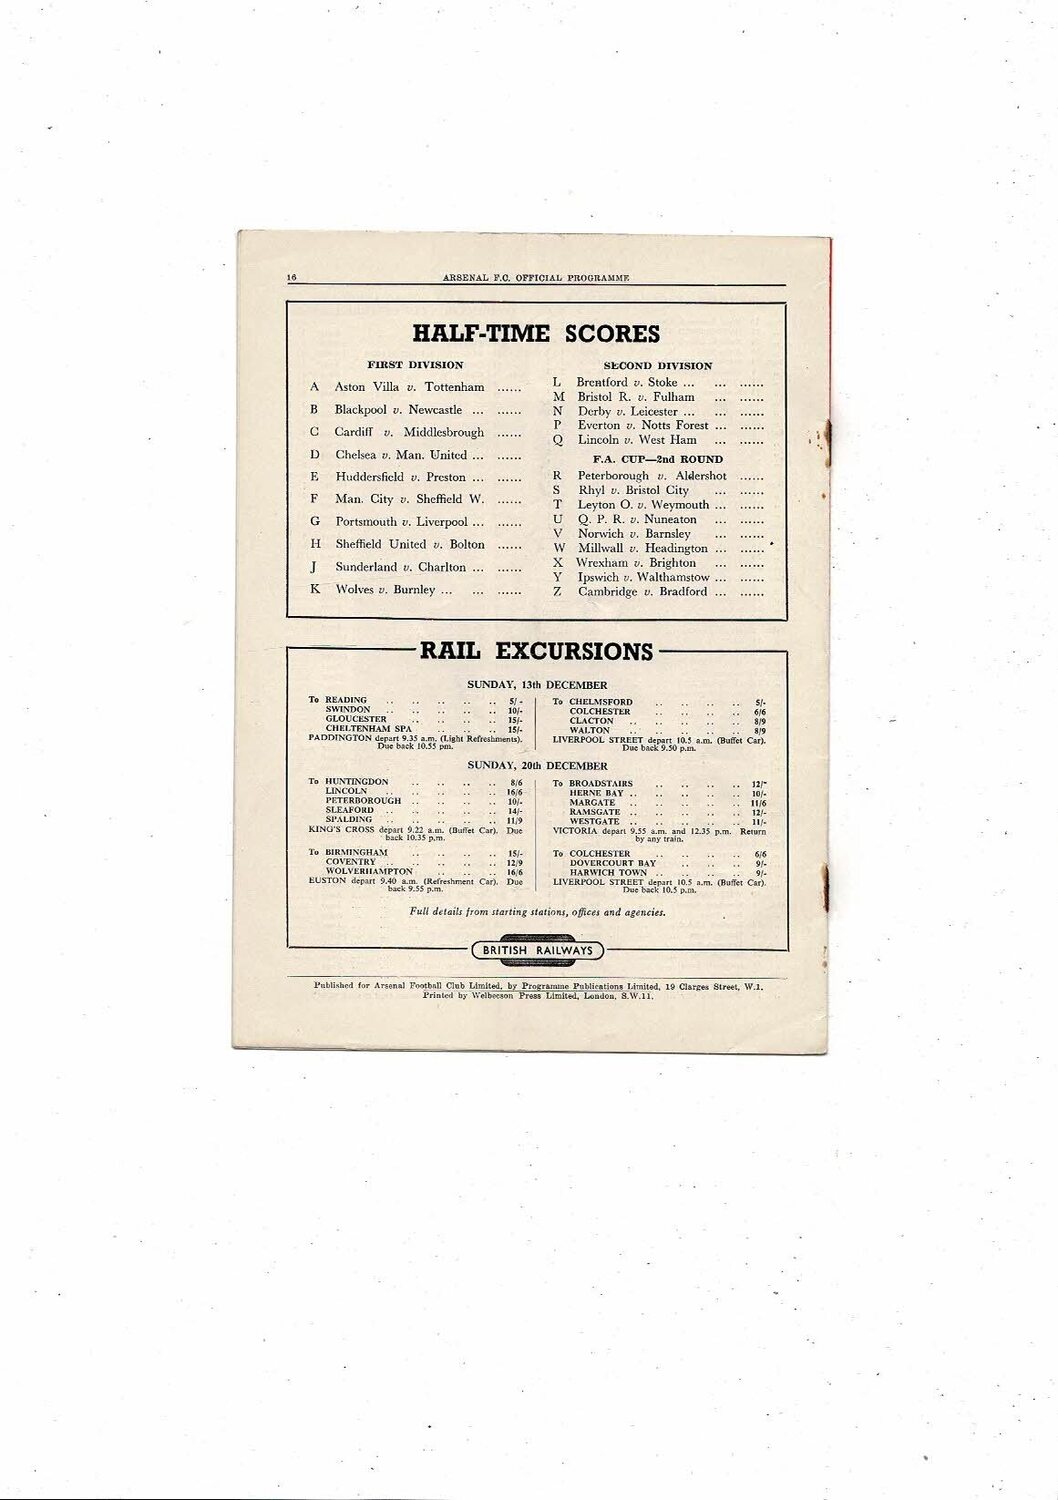 16
ARSENAL F.C. OFFICIAL PROGRAMME
HALF-TIME SCORES
FIRST DIVISION
A Aston Villa v. Tottenham ......
B Blackpool v. Newcastle ... ......
C Cardiff v. Middlesbrough ......
D Chelsea v. Man. United ... ......
E Huddersfield v. Preston ... ......
F Man. City v. Sheffield W. ......
G Portsmouth v. Liverpool ... ......
H Sheffield United v. Bolton ......
J Sunderland v. Charlton ... ......
K Wolves v. Burnley ... ... ......
SECOND DIVISION
L Brentford v. Stoke ... ... ......
M Bristol R. v. Fulham ... ......
N Derby v. Leicester ... ... ......
P Everton v. Notts Forest ... ......
Q Lincoln v. West Ham ... ......
F.A. CUP—2nd ROUND
R Peterborough v. Aldershot ......
S Rhyl v. Bristol City ... ......
T Leyton O. v. Weymouth ... ......
U Q. P. R. v. Nuneaton ... ......
V Norwich v. Barnsley ... ......
W Millwall v. Headington ... ......
X Wrexham v. Brighton ... ......
Y Ipswich v. Walthamstow ... ......
Z Cambridge v. Bradford ... ......
RAIL EXCURSIONS
SUNDAY, 13th DECEMBER
To READING .. .. .. .. .. 5/-
SWINDON .. .. .. .. .. 10/-
GLOUCESTER .. .. .. .. 15/-
CHELTENHAM SPA .. .. .. 15/-
PADDINGTON depart 9.35 a.m. (Light Refreshments).
Due back 10.55 pm.
To CHELMSFORD .. .. .. .. 5/-
COLCHESTER .. .. .. .. 6/6
CLACTON .. .. .. .. .. 8/9
WALTON .. .. .. .. .. 8/9
LIVERPOOL STREET depart 10.5 a.m. (Buffet Car).
Due back 9.50 p.m.
SUNDAY, 20th DECEMBER
To HUNTINGDON .. .. .. .. 8/6
LINCOLN .. .. .. .. .. 16/6
PETERBOROUGH .. .. .. .. 10/-
SLEAFORD .. .. .. .. .. 14/-
SPALDING .. .. .. .. .. 11/9
KING'S CROSS depart 9.22 a.m. (Buffet Car). Due
back 10.35 p.m.
To BIRMINGHAM .. .. .. .. 15/-
COVENTRY .. .. .. .. .. 12/9
WOLVERHAMPTON .. .. .. 16/6
EUSTON depart 9.40 a.m. (Refreshment Car). Due
back 9.55 p.m.
To BROADSTAIRS .. .. .. .. 12/-
HERNE BAY .. .. .. .. .. 10/-
MARGATE .. .. .. .. .. 11/6
RAMSGATE .. .. .. .. .. 12/-
WESTGATE .. .. .. .. .. 11/-
VICTORIA depart 9.55 a.m. and 12.35 p.m. Return
by any train.
To COLCHESTER .. .. .. .. 6/6
DOVERCOURT BAY .. .. .. 9/-
HARWICH TOWN .. .. .. .. 9/-
LIVERPOOL STREET depart 10.5 a.m. (Buffet Car).
Due back 10.5 p.m.
Full details from starting stations, offices and agencies.
BRITISH RAILWAYS
Published for Arsenal Football Club Limited, by Programme Publications Limited, 19 Clarges Street, W.1.
Printed by Welbecson Press Limited, London, S.W.11.